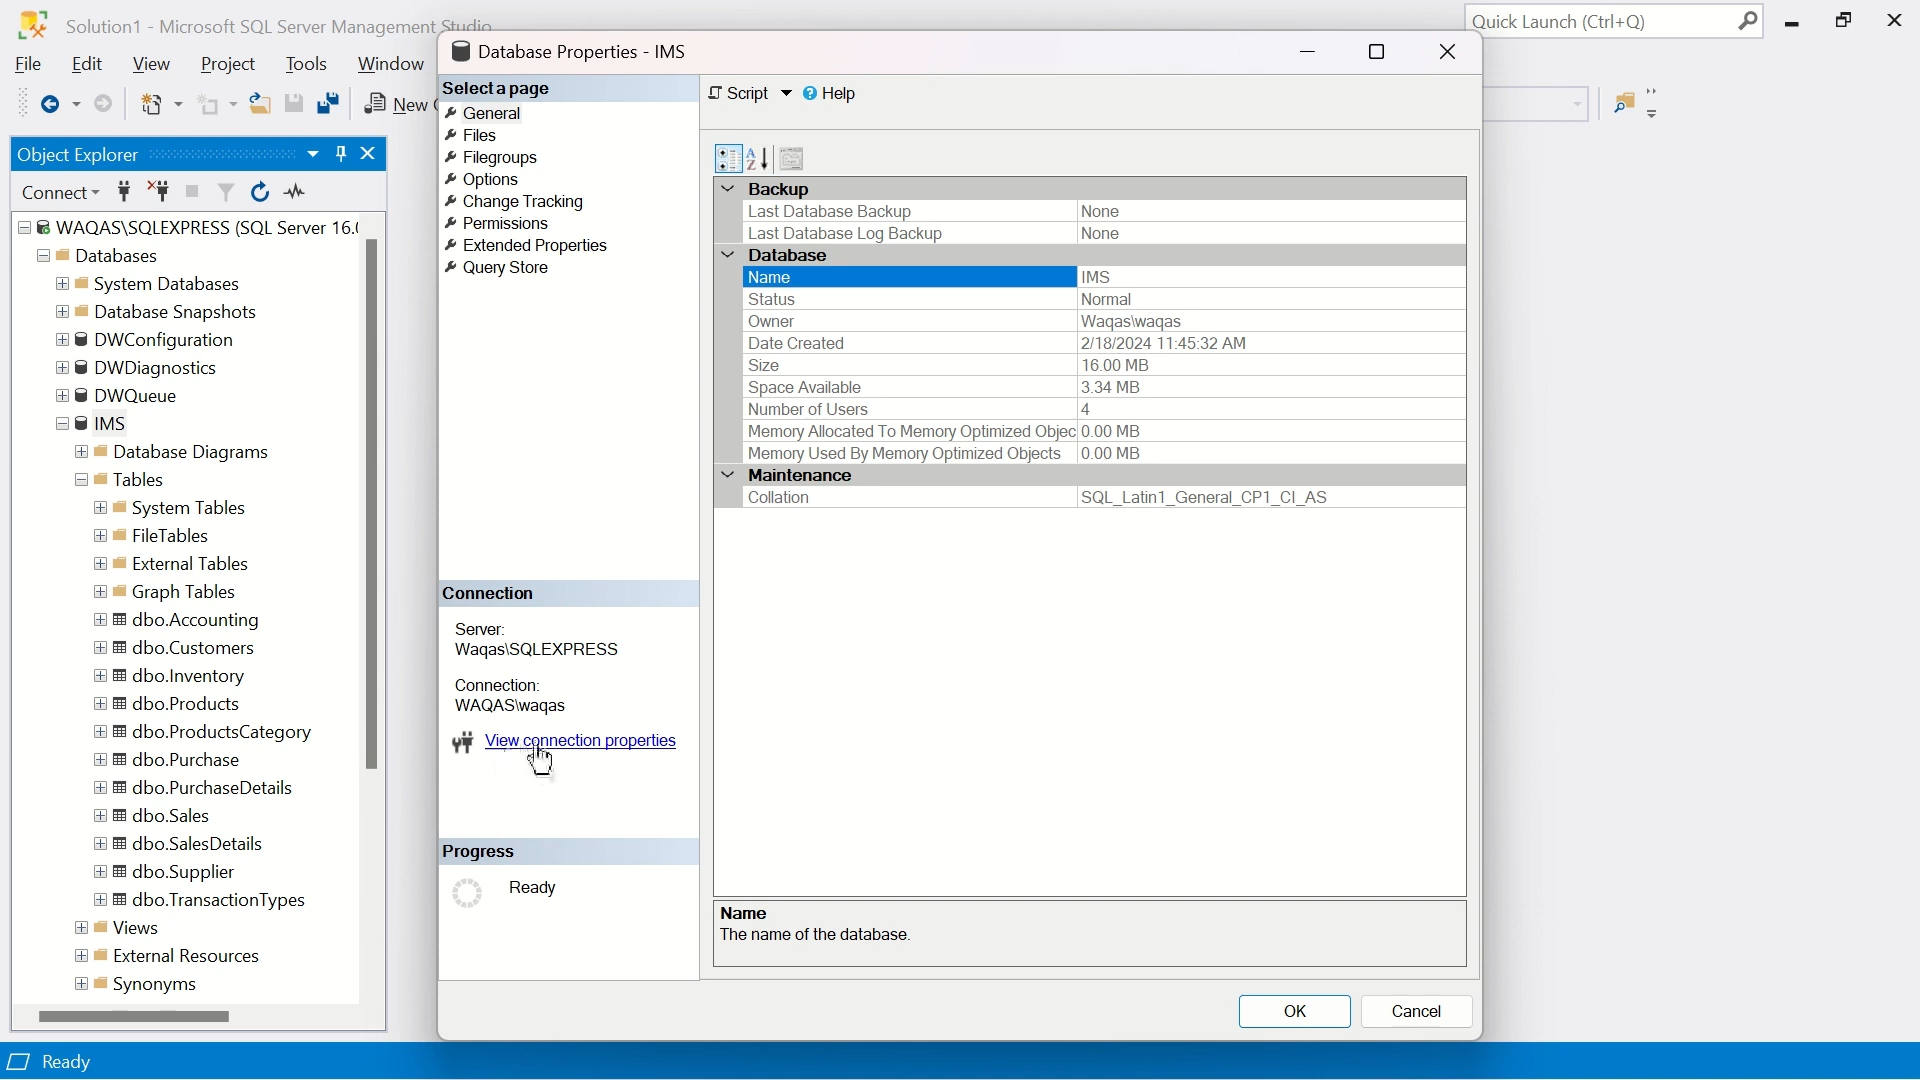 Solution1 - Microsoft SQL Server Management Studio
Quick Launch (Ctrl+Q)
File Edit View Project Tools Window
New
Object Explorer
Connect
WAQAS\SQLEXPRESS (SQL Server 16.
Databases
System Databases
Database Snapshots
DWConfiguration
DWDiagnostics
DWQueue
IMS
Database Diagrams
Tables
System Tables
FileTables
External Tables
Graph Tables
dbo.Accounting
dbo.Customers
dbo.Inventory
dbo.Products
dbo.ProductsCategory
dbo.Purchase
dbo.PurchaseDetails
dbo.Sales
dbo.SalesDetails
dbo.Supplier
dbo.TransactionTypes
Views
External Resources
Synonyms
Database Properties - IMS
Select a page
General
Files
Filegroups
Options
Change Tracking
Permissions
Extended Properties
Query Store
Connection
Server:
Waqas\SQLEXPRESS
Connection:
WAQAS\waqas
View connection properties
Progress
Ready
Script Help
Backup
Last Database Backup None
Last Database Log Backup None
Database
Name IMS
Status Normal
Owner Waqas\waqas
Date Created 2/18/2024 11:45:32 AM
Size 16.00 MB
Space Available 3.34 MB
Number of Users 4
Memory Allocated To Memory Optimized Objec 0.00 MB
Memory Used By Memory Optimized Objects 0.00 MB
Maintenance
Collation SQL_Latin1_General_CP1_CI_AS
Name
The name of the database.
OK Cancel
Ready